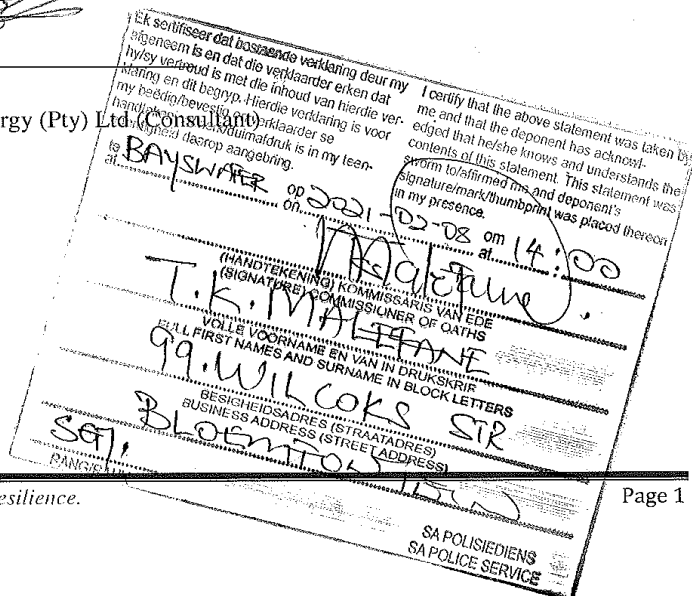 rgy (Pty) Ltd (Consultant)
Ek sertifiseer dat bostaande verklaring deur my
afgeneem is en dat die verklaarder erken dat
hy/sy vertroud is met die inhoud van hierdie ver-
klaring en dit begryp. Hierdie verklaring is voor
my beëdig/bevestig verklaarder se
duimafdruk is in my teen-
daarop aangebring.
I certify that the above statement was taken
me and that the deponent has acknowl-
edged that he/she knows and understands the
contents of this statement. This statement was
sworm to/affirmed me and deponent's
signature/mark/thumbprint was placed thereon
in my presence.
te BAYSWATER op 2021-02-08 om 14:00
at on at
(HANDTEKENING) KOMMISSARIS VAN EDE
(SIGNATURE) COMMISSIONER OF OATHS
T.K. MALEFANE
VOLLE VOORNAME EN VAN IN DRUKSKRIF
FULL FIRST NAMES AND SURNAME IN BLOCK LETTERS
99. WILCOKS STR
BESIGHEIDSADRES (STRAATADRES)
BUSINESS ADDRESS (STREET ADDRESS)
SGT.
SA POLISIEDIENS
SA POLICE SERVICE
esilience.
Page 1